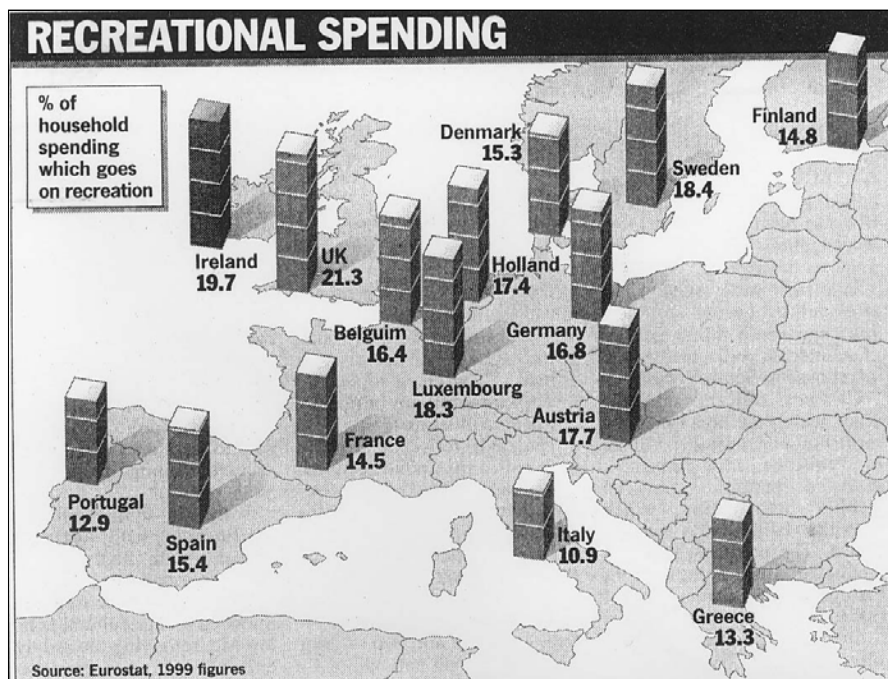 RECREATIONAL SPENDING
% of
household
spending
which goes
on recreation
Ireland
19.7
UK
21.3
Denmark
15.3
Finland
14.8
Sweden
18.4
Holland
17.4
Belguim
16.4
Germany
16.8
Luxembourg
18.3
Austria
17.7
France
14.5
Portugal
12.9
Spain
15.4
Italy
10.9
Greece
13.3
Source: Eurostat, 1999 figures